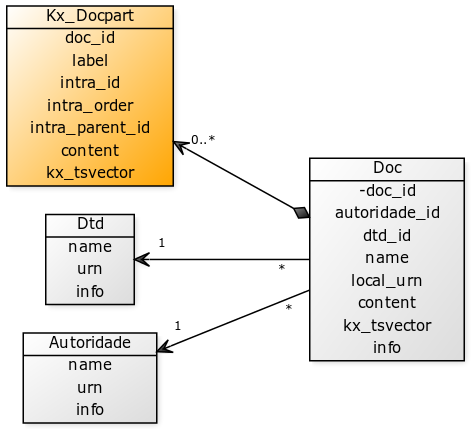 Kx_Docpart
doc_id
label
intra_id
intra_order
intra_parent_id
content
kx_tsvector
0..*
Doc
-doc_id
autoridade_id
dtd_id
name
local_urn
content
kx_tsvector
info
Dtd
name
urn
info
1
*
Autoridade
name
urn
info
1
*